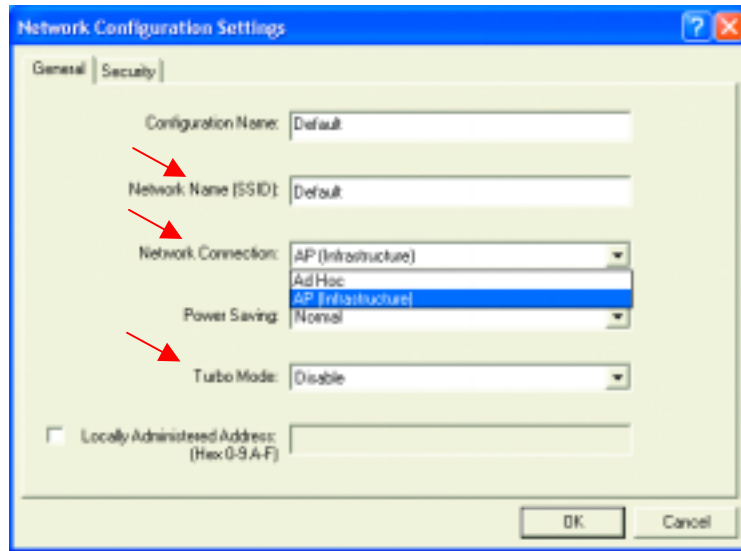 Network Configuration Settings
General
Security
Configuration Name: Default
Network Name (SSID): Default
Network Connection: AP (Infrastructure)
Ad Hoc
AP (Infrastructure)
Power Saving: Normal
Turbo Mode: Disable
Locally Administered Address:
(Hex 0-9 A-F)
OK
Cancel